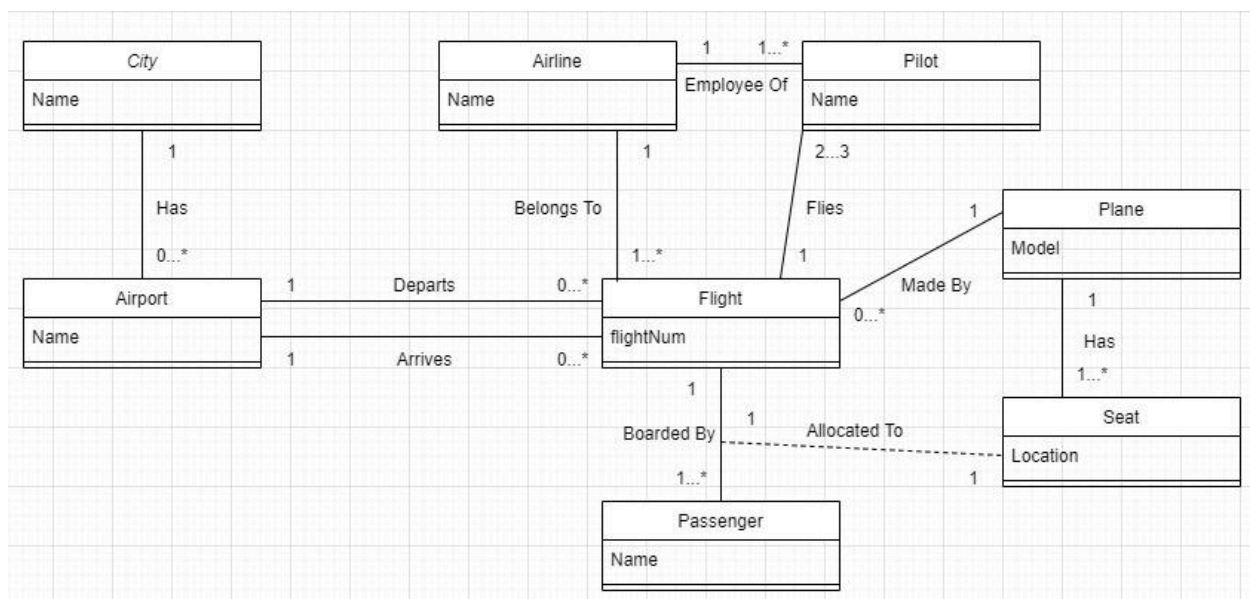 City
Name
Airline
Name
1
1...*
Employee Of
Pilot
Name
1
Has
0...*
1
Belongs To
1...*
2...3
Flies
1
Plane
Model
1
Made By
0...*
Airport
Name
1
Departs
0...*
1
Arrives
0...*
Flight
flightNum
1
Has
1...*
1
Boarded By
1...*
1
Allocated To
1
Seat
Location
Passenger
Name